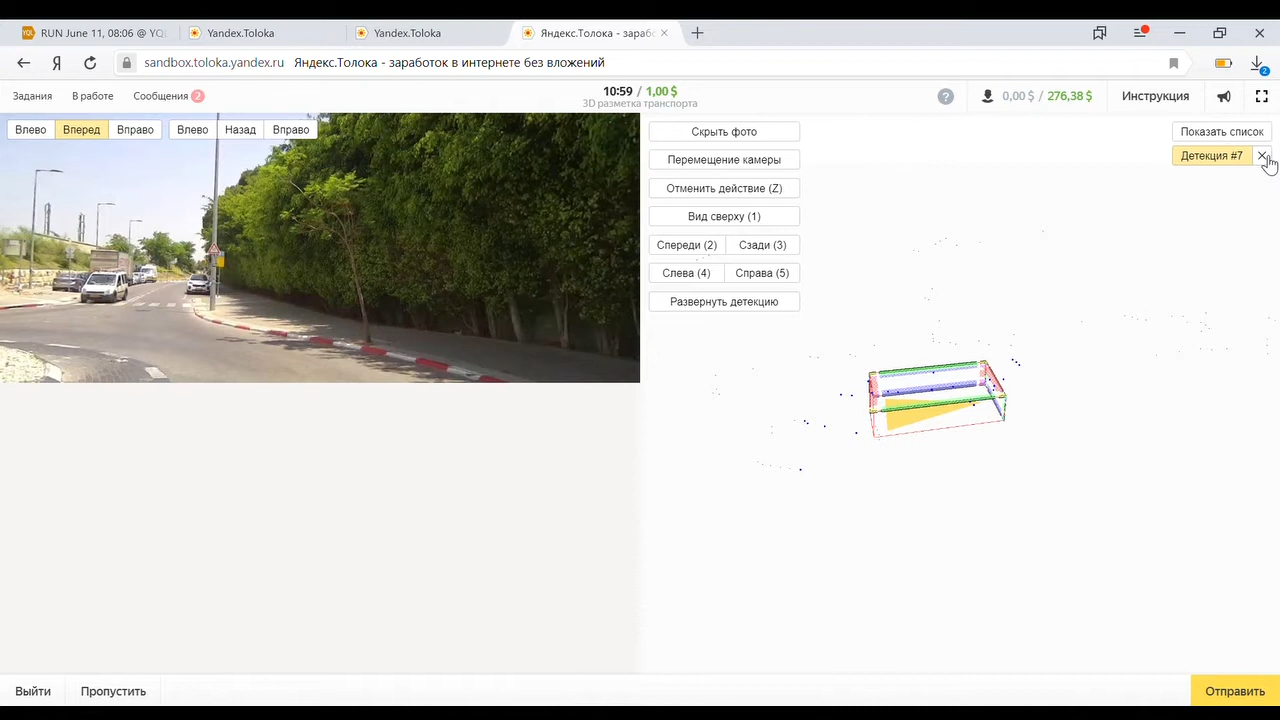 RUN June 11, 08:06 @ YQL
Yandex.Toloka
Yandex.Toloka
Яндекс.Толока - зарабо
sandbox.toloka.yandex.ru Яндекс.Толока - заработок в интернете без вложений
2
Задания В работе Сообщения 2
10:59 / 1,00 $
3D разметка транспорта
? 0,00 $ / 276,38 $ Инструкция
Влево Вперед Вправо Влево Назад Вправо
Скрыть фото
Перемещение камеры
Отменить действие (Z)
Вид сверху (1)
Спереди (2) Сзади (3)
Слева (4) Справа (5)
Развернуть детекцию
Показать список
Детекция #7
Выйти Пропустить Отправить